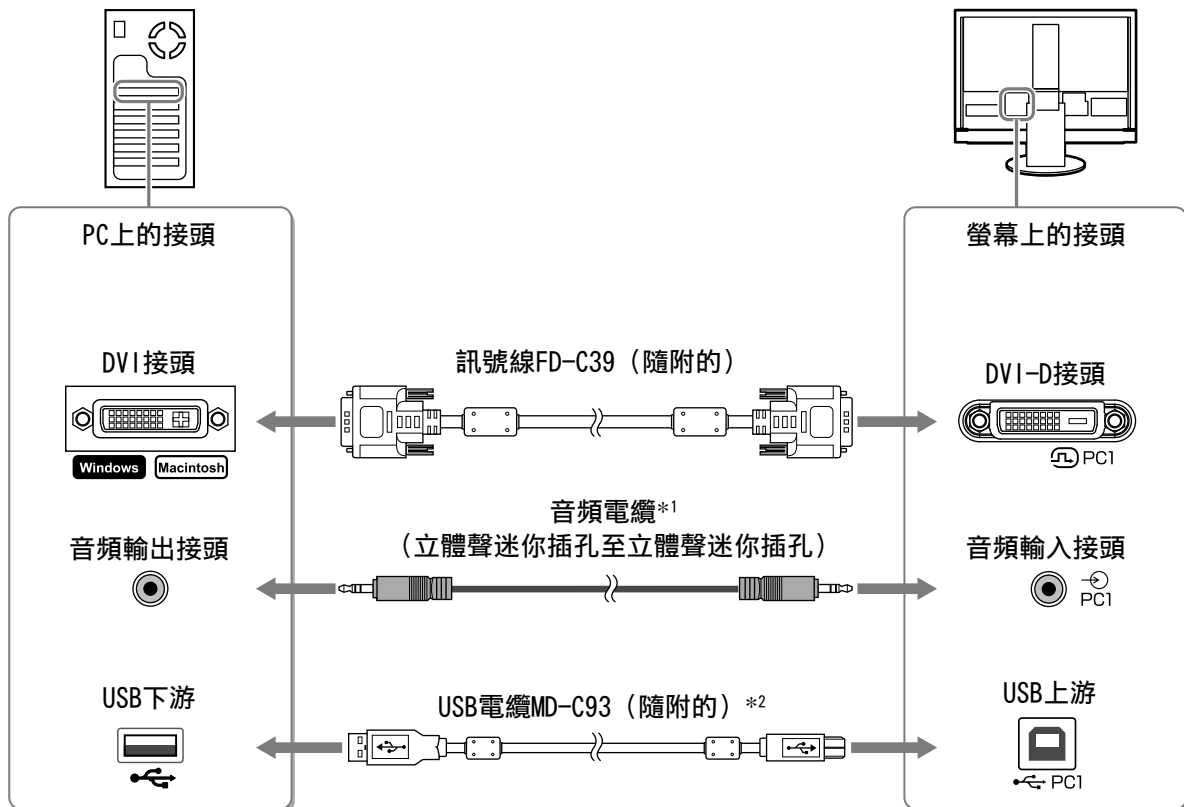 PC上的接頭
螢幕上的接頭
DVI接頭
訊號線FD-C39（隨附的）
DVI-D接頭
Windows
Macintosh
PC1
音頻輸出接頭
音頻電纜*1
（立體聲迷你插孔至立體聲迷你插孔）
音頻輸入接頭
PC1
USB下游
USB電纜MD-C93（隨附的）*2
USB上游
PC1